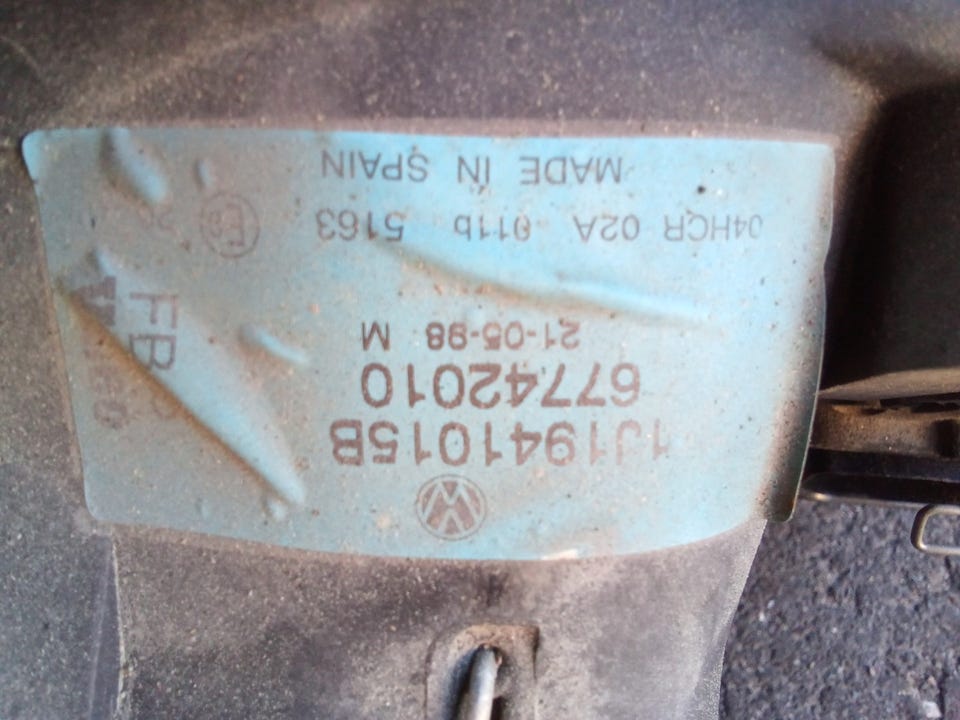 1J1941015B
67742010
21-05-98 M
04HCR 02A 011b 5163
MADE IN SPAIN